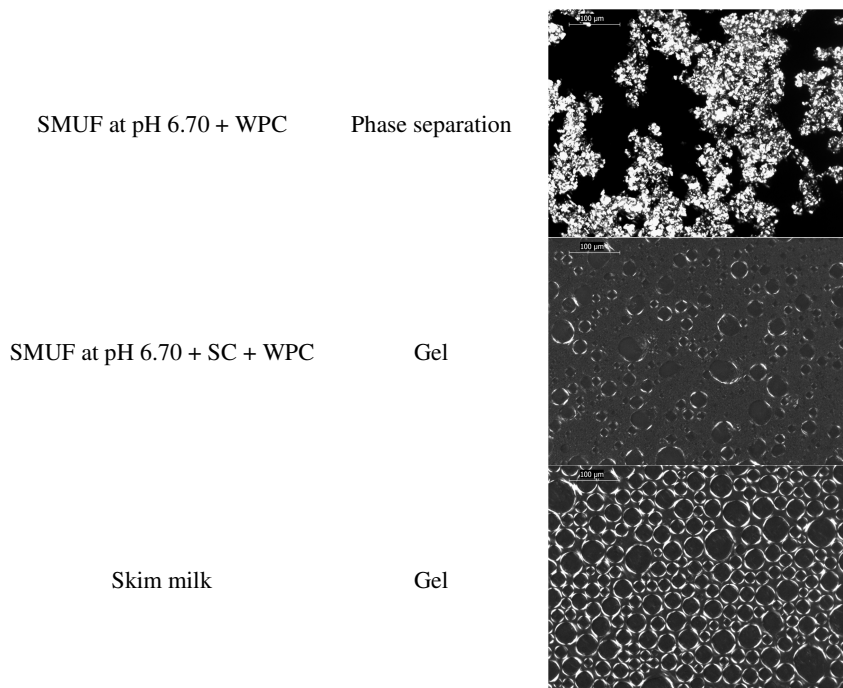 100 µm
SMUF at pH 6.70 + WPC Phase separation
100 µm
SMUF at pH 6.70 + SC + WPC Gel
100 µm
Skim milk Gel